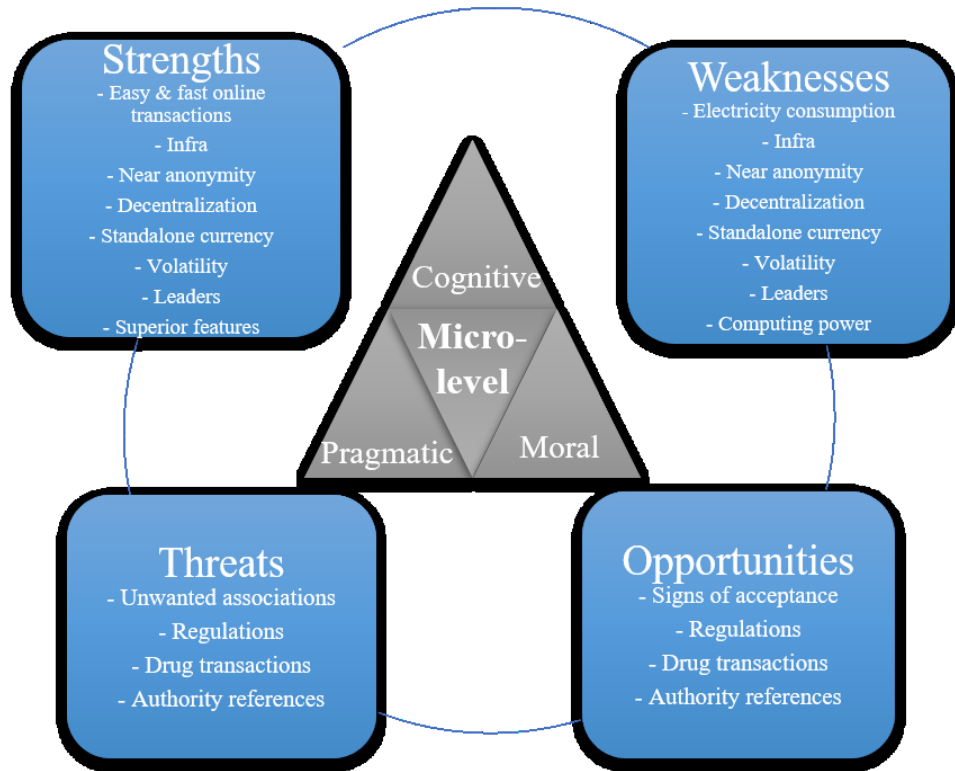 Strengths
- Easy & fast online
transactions
- Infra
- Near anonymity
- Decentralization
- Standalone currency
- Volatility
- Leaders
- Superior features
Weaknesses
- Electricity consumption
- Infra
- Near anonymity
- Decentralization
- Standalone currency
- Volatility
- Leaders
- Computing power
Cognitive
Micro-
level
Pragmatic
Moral
Threats
- Unwanted associations
- Regulations
- Drug transactions
- Authority references
Opportunities
- Signs of acceptance
- Regulations
- Drug transactions
- Authority references